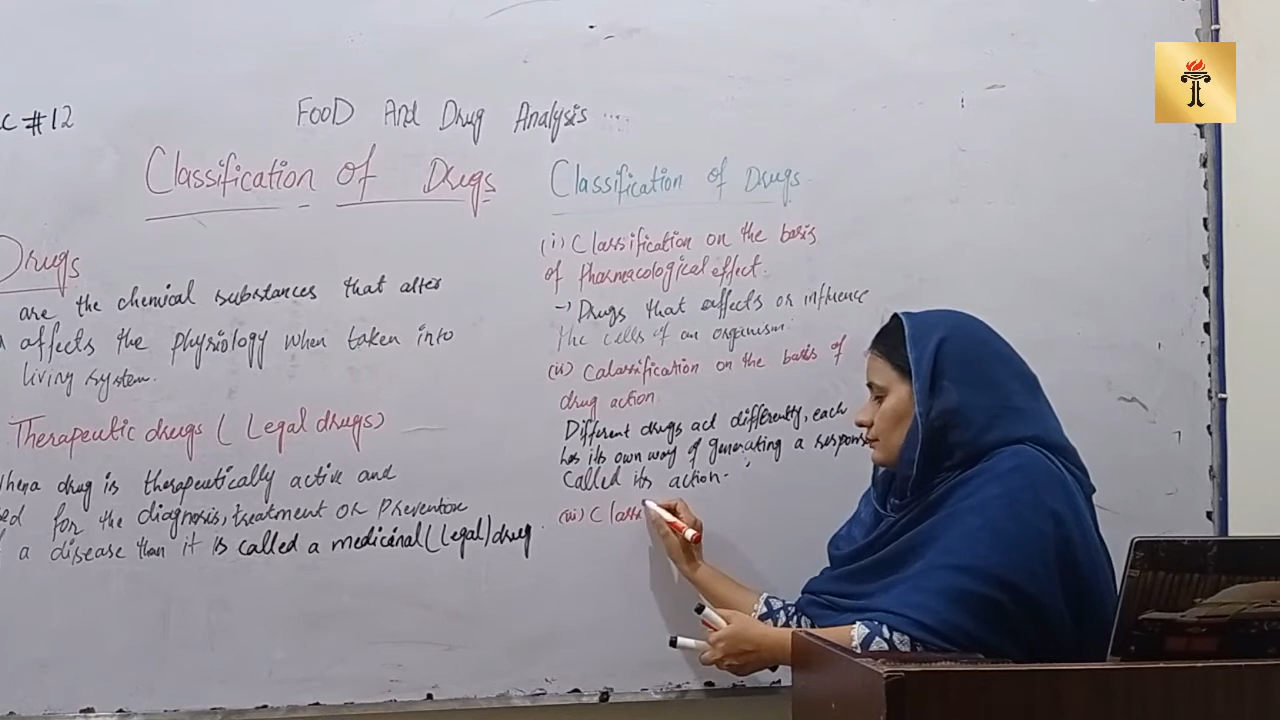 c #12
FooD And Drug Analysis ....
Classification of Drugs
Drugs
are the chemical substances that alter
affects the physiology when taken into
living system.
Therapeutic drugs ( Legal drugs)
When a drug is therapeutically active and
ed for the diagnosis, treatment or Prevention
a disease than it is called a medicinal (Legal) drug.
Classification of Drugs.
(i) Classification on the basis
of Pharmacological effect.
→ Drugs that affects or influence
the cells of an organism.
(ii) Calassification on the basis of
drug action.
Different drugs act differently, each
has its own way of generating a response
Called its action.
(iii) Class